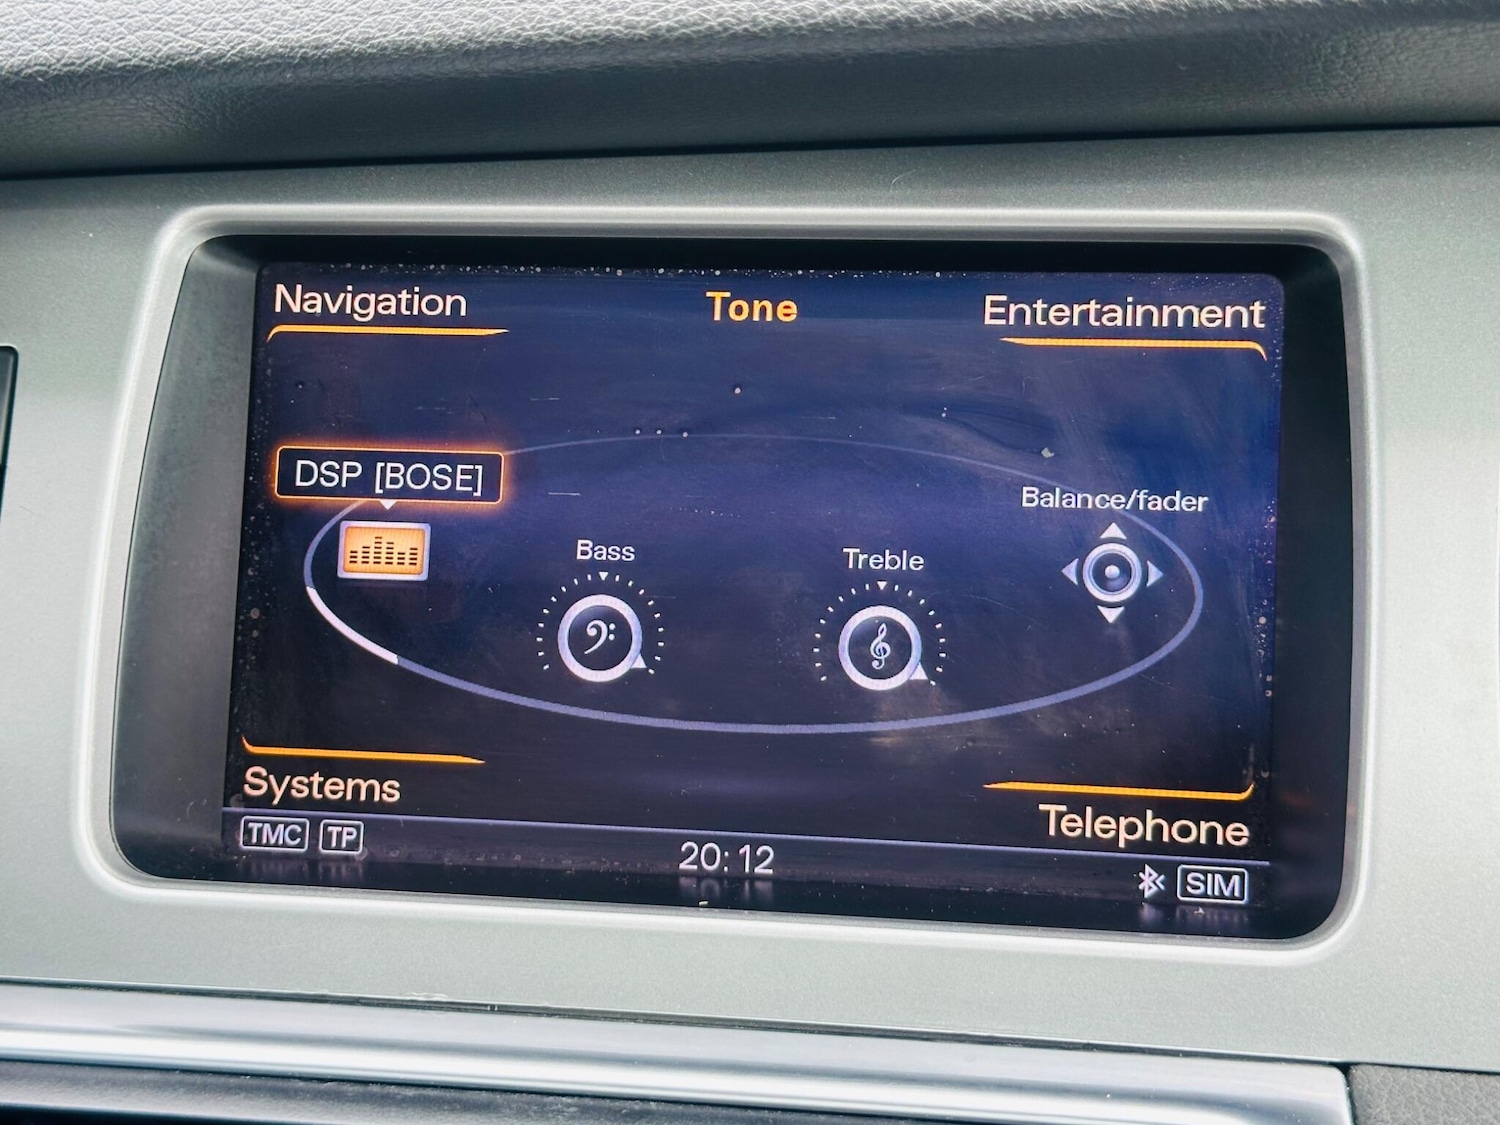 Navigation
Tone
Entertainment
DSP [BOSE]
Balance/fader
Bass
Treble
Systems
Telephone
TMC TP
20:12
SIM